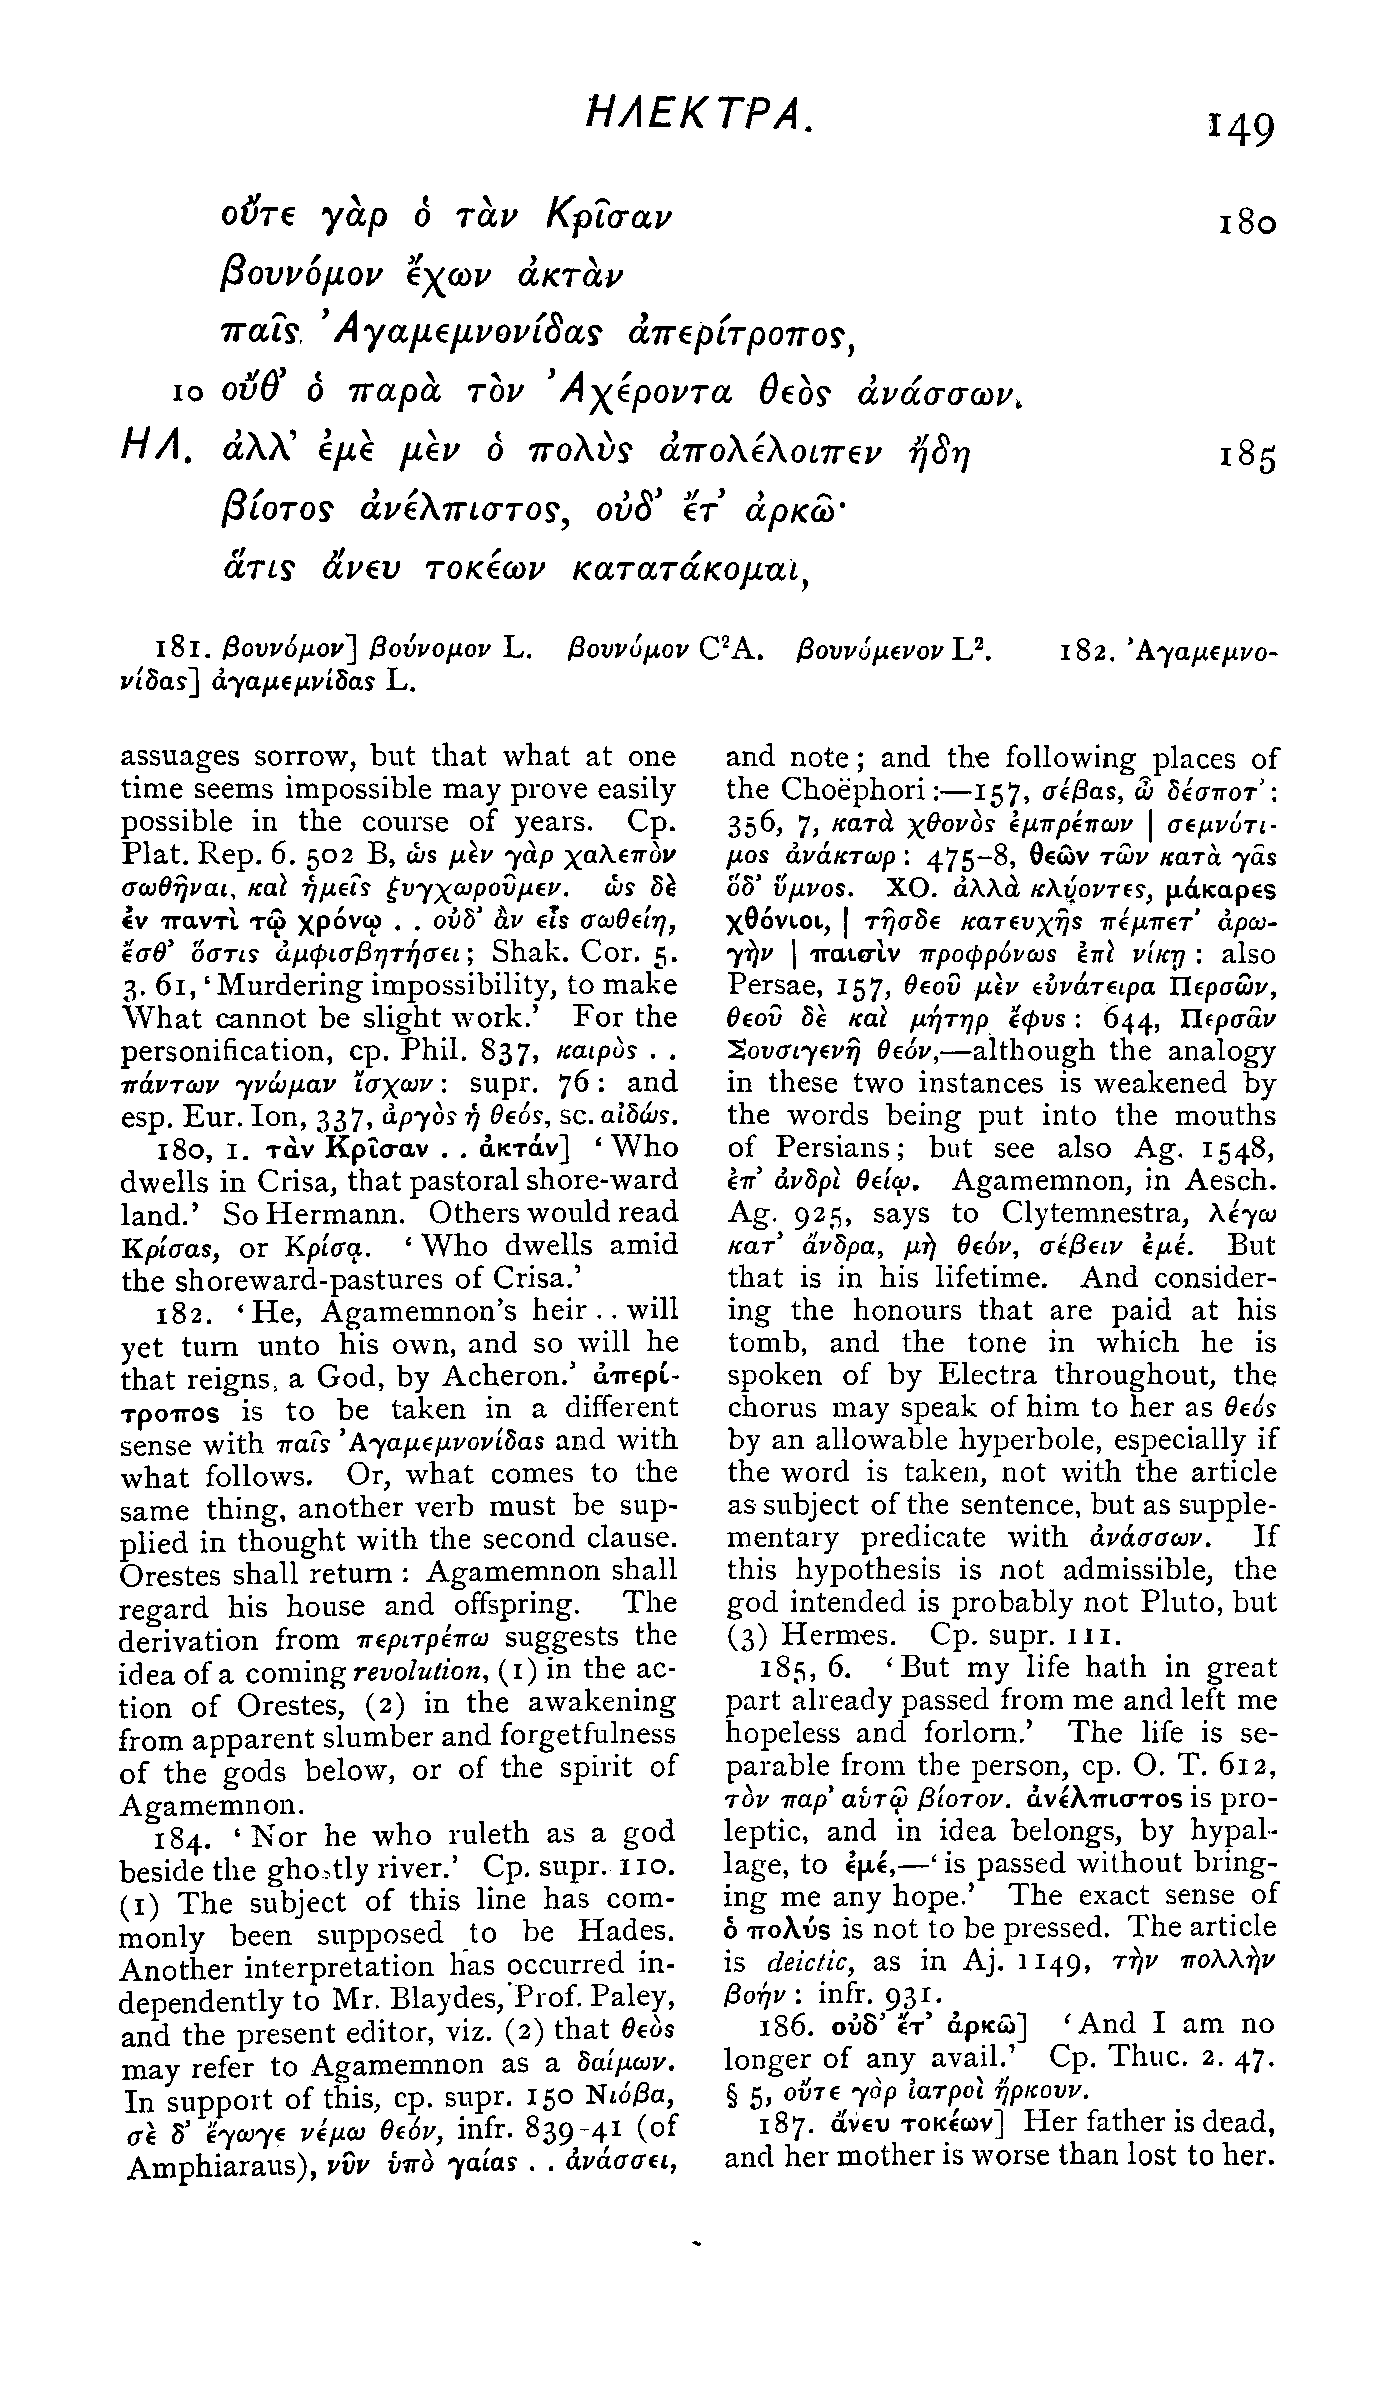 ΗΛΕΚΤΡΑ.
149
οὔτε γὰρ ὁ τὰν Κρῖσαν 180
βουνόμον ἔχων ἀκτὰν
παῖς Ἀγαμεμνονίδας ἀπερίτροπος,
10 οὔθ' ὁ παρὰ τὸν Ἀχέροντα θεὸς ἀνάσσων.
ΗΛ. ἀλλ' ἐμὲ μὲν ὁ πολὺς ἀπολέλοιπεν ἤδη 185
βίοτος ἀνέλπιστος, οὐδ' ἔτ' ἀρκῶ·
ἅτις ἄνευ τοκέων κατατάκομαι,
181. βουνόμον] βούνομον L. βουνόμον C²A. βουνόμενον L². 182. Ἀγαμεμνο-
νίδας] ἀγαμεμνίδας L.
assuages sorrow, but that what at one
time seems impossible may prove easily
possible in the course of years. Cp.
Plat. Rep. 6. 502 B, ὡς μὲν γὰρ χαλεπὸν
σωθῆναι, καὶ ἡμεῖς ξυγχωροῦμεν. ὡς δὲ
ἐν παντὶ τῷ χρόνῳ . . οὐδ' ἂν εἷς σωθείη,
ἔσθ' ὅστις ἀμφισβητήσει; Shak. Cor. 5.
3. 61, ‘Murdering impossibility, to make
What cannot be slight work.’ For the
personification, cp. Phil. 837, καιρὸς . .
πάντων γνώμαν ἴσχων: supr. 76: and
esp. Eur. Ion, 337, ἀργὸς ἡ θεός, sc. αἰδώς.
180, 1. τὰν Κρῖσαν . . ἀκτάν] ‘Who
dwells in Crisa, that pastoral shore-ward
land.’ So Hermann. Others would read
Κρίσας, or Κρίσᾳ. ‘Who dwells amid
the shoreward-pastures of Crisa.’
182. ‘He, Agamemnon's heir . . will
yet turn unto his own, and so will he
that reigns, a God, by Acheron.’ ἀπερί-
τροπος is to be taken in a different
sense with παῖς Ἀγαμεμνονίδας and with
what follows. Or, what comes to the
same thing, another verb must be sup-
plied in thought with the second clause.
Orestes shall return: Agamemnon shall
regard his house and offspring. The
derivation from περιτρέπω suggests the
idea of a coming revolution, (1) in the ac-
tion of Orestes, (2) in the awakening
from apparent slumber and forgetfulness
of the gods below, or of the spirit of
Agamemnon.
184. ‘Nor he who ruleth as a god
beside the ghostly river.’ Cp. supr. 110.
(1) The subject of this line has com-
monly been supposed to be Hades.
Another interpretation has occurred in-
dependently to Mr. Blaydes, Prof. Paley,
and the present editor, viz. (2) that θεὸς
may refer to Agamemnon as a δαίμων.
In support of this, cp. supr. 150 Νιόβα,
σὲ δ' ἔγωγε νέμω θεόν, infr. 839-41 (of
Amphiaraus), νῦν ὑπὸ γαίας . . ἀνάσσει,
and note; and the following places of
the Choëphori:—157, σέβας, ὦ δέσποτ':
356, 7, κατὰ χθονὸς ἐμπρέπων | σεμνότι-
μος ἀνάκτωρ: 475-8, θεῶν τῶν κατὰ γᾶς
ὅδ' ὕμνος. ΧΟ. ἀλλὰ κλύοντες, μάκαρες
χθόνιοι, | τῆσδε κατευχῆς πέμπετ' ἀρω-
γὴν | παισὶν προφρόνως ἐπὶ νίκῃ: also
Persae, 157, θεοῦ μὲν εὐνάτειρα Περσῶν,
θεοῦ δὲ καὶ μήτηρ ἔφυς: 644, Περσᾶν
Σουσιγενῆ θεόν,—although the analogy
in these two instances is weakened by
the words being put into the mouths
of Persians; but see also Ag. 1548,
ἐπ' ἀνδρὶ θείῳ. Agamemnon, in Aesch.
Ag. 925, says to Clytemnestra, λέγω
κατ' ἄνδρα, μὴ θεόν, σέβειν ἐμέ. But
that is in his lifetime. And consider-
ing the honours that are paid at his
tomb, and the tone in which he is
spoken of by Electra throughout, the
chorus may speak of him to her as θεός
by an allowable hyperbole, especially if
the word is taken, not with the article
as subject of the sentence, but as supple-
mentary predicate with ἀνάσσων. If
this hypothesis is not admissible, the
god intended is probably not Pluto, but
(3) Hermes. Cp. supr. 111.
185, 6. ‘But my life hath in great
part already passed from me and left me
hopeless and forlorn.’ The life is se-
parable from the person, cp. O. T. 612,
τὸν παρ' αὑτῷ βίοτον. ἀνέλπιστος is pro-
leptic, and in idea belongs, by hypal-
lage, to ἐμέ,—‘is passed without bring-
ing me any hope.’ The exact sense of
ὁ πολύς is not to be pressed. The article
is deictic, as in Aj. 1149, τὴν πολλὴν
βοήν: infr. 931.
186. οὐδ' ἔτ' ἀρκῶ] ‘And I am no
longer of any avail.’ Cp. Thuc. 2. 47.
§ 5, οὔτε γὰρ ἰατροὶ ἤρκουν.
187. ἄνευ τοκέων] Her father is dead,
and her mother is worse than lost to her.